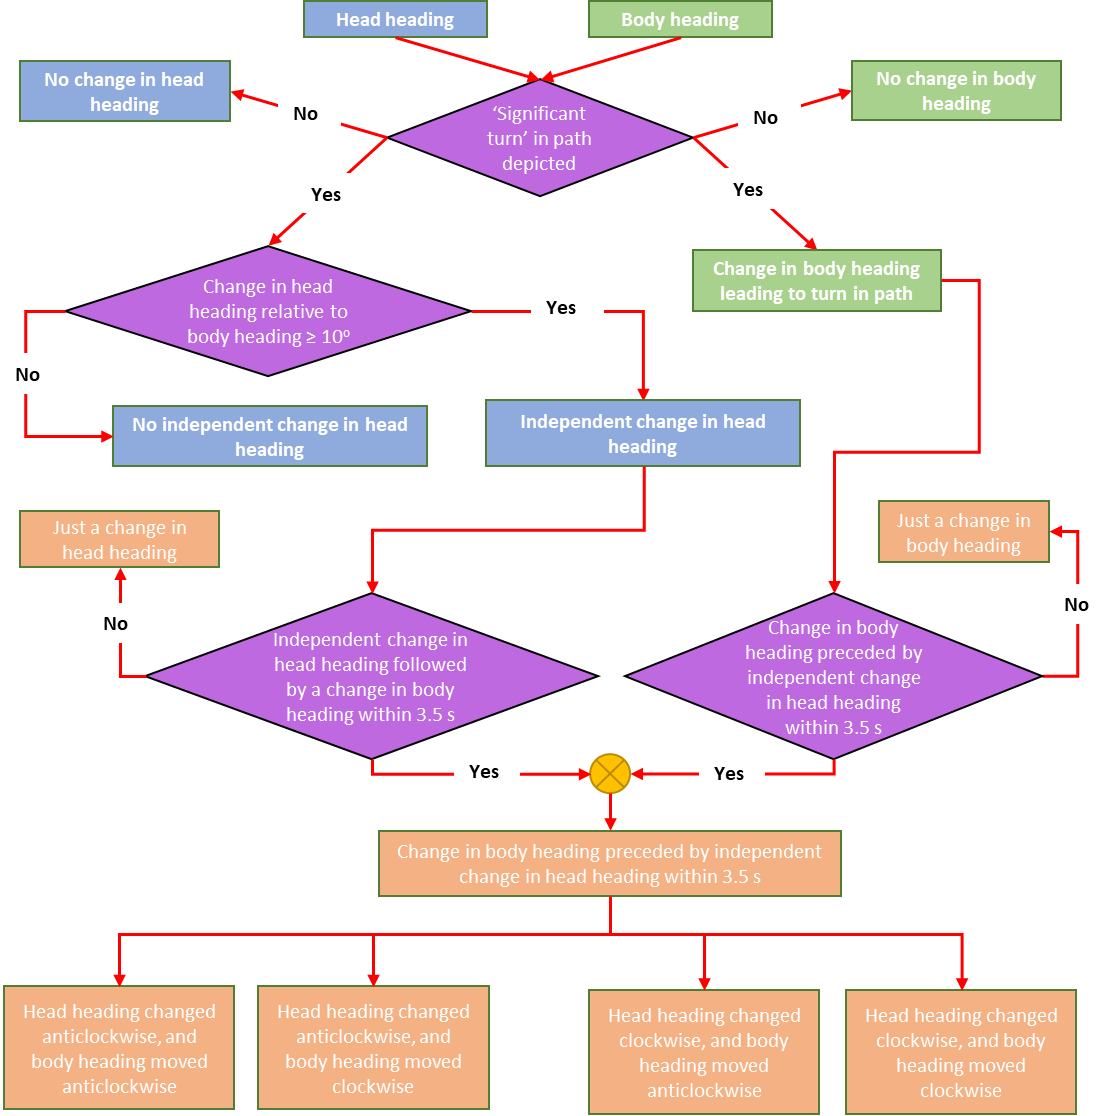 Head heading
Body heading
No change in head
heading
No change in body
heading
‘Significant
turn’ in path
depicted
No
No
Yes
Yes
Change in head
heading relative to
body heading ≥ 10º
Change in body heading
leading to turn in path
Yes
No
No independent change in head
heading
Independent change in head
heading
Just a change in
head heading
Just a change in
body heading
No
No
Independent change in
head heading followed
by a change in body
heading within 3.5 s
Change in body
heading preceded by
independent change
in head heading
within 3.5 s
Yes
Yes
Change in body heading preceded by independent
change in head heading within 3.5 s
Head heading changed
anticlockwise, and
body heading moved
anticlockwise
Head heading changed
anticlockwise, and
body heading moved
clockwise
Head heading changed
clockwise, and body
heading moved
anticlockwise
Head heading changed
clockwise, and body
heading moved
clockwise